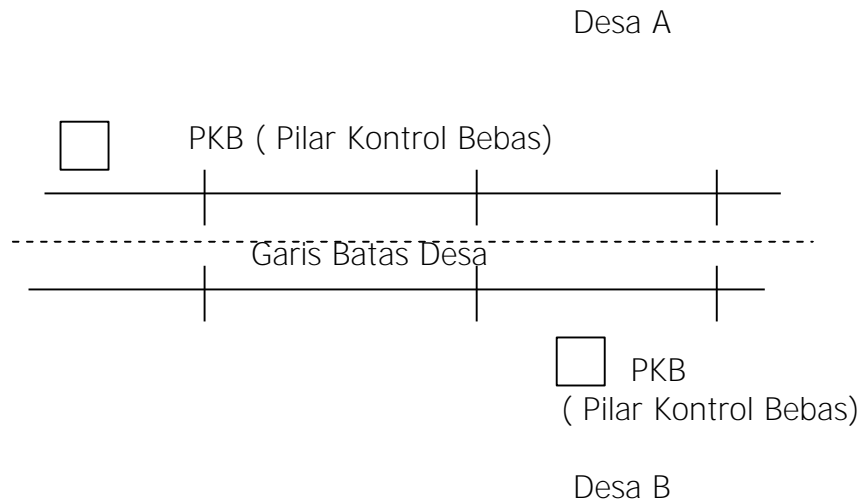 Desa A
PKB ( Pilar Kontrol Bebas)
Garis Batas Desa
PKB
( Pilar Kontrol Bebas)
Desa B